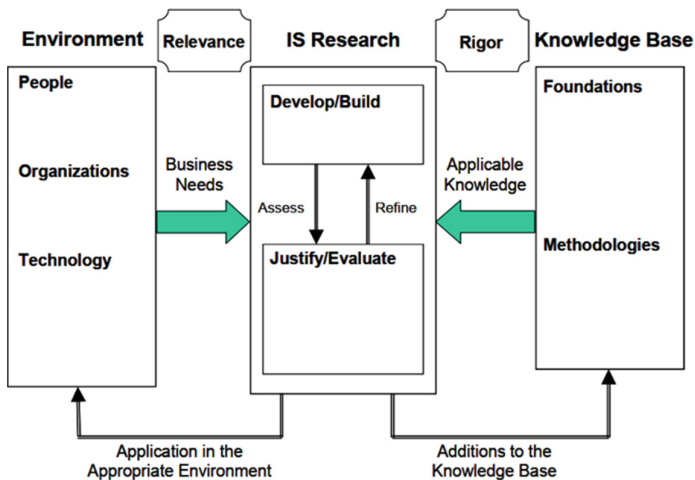 Environment
Relevance
IS Research
Rigor
Knowledge Base
People
Organizations
Technology
Business
Needs
Develop/Build
Assess
Refine
Justify/Evaluate
Applicable
Knowledge
Foundations
Methodologies
Application in the
Appropriate Environment
Additions to the
Knowledge Base